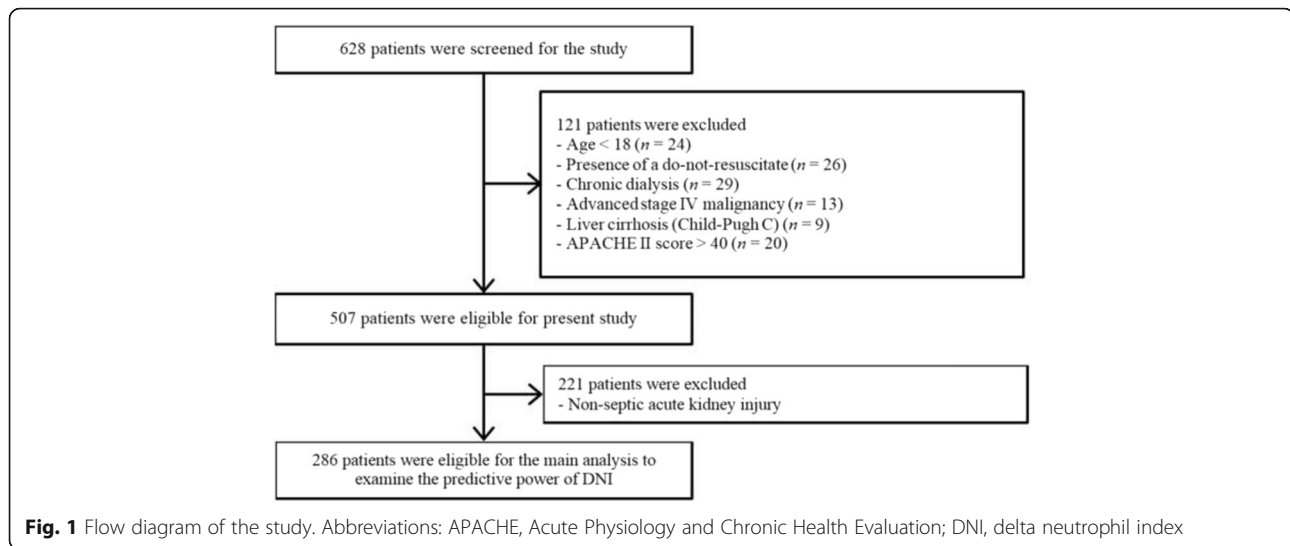 628 patients were screened for the study
121 patients were excluded
- Age < 18 (n = 24)
- Presence of a do-not-resuscitate (n = 26)
- Chronic dialysis (n = 29)
- Advanced stage IV malignancy (n = 13)
- Liver cirrhosis (Child-Pugh C) (n = 9)
- APACHE II score > 40 (n = 20)
507 patients were eligible for present study
221 patients were excluded
- Non-septic acute kidney injury
286 patients were eligible for the main analysis to
examine the predictive power of DNI
Fig. 1 Flow diagram of the study. Abbreviations: APACHE, Acute Physiology and Chronic Health Evaluation; DNI, delta neutrophil index